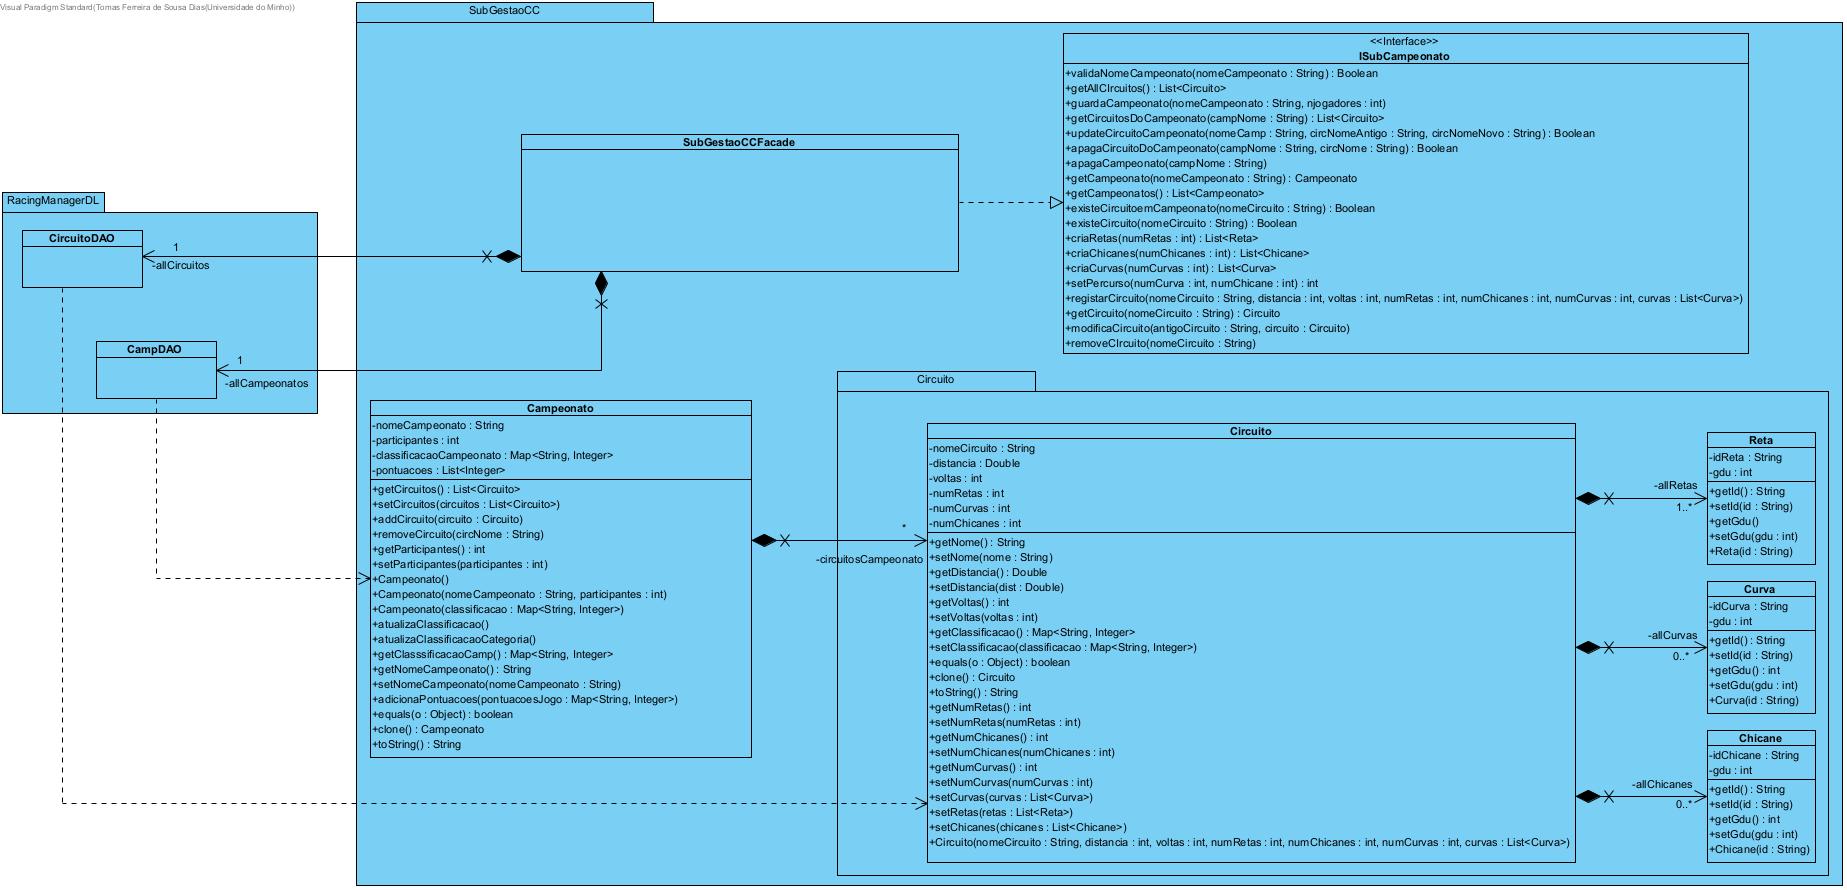 Visual Paradigm Standard(Tomas Ferreira de Sousa Dias(Universidade do Minho))
SubGestaoCC
<<Interface>>
ISubCampeonato
+validaNomeCampeonato(nomeCampeonato : String) : Boolean
+getAllCIrcuitos() : List<Circuito>
+guardaCampeonato(nomeCampeonato : String, njogadores : int)
+getCircuitosDoCampeonato(campNome : String) : List<Circuito>
+updateCircuitoCampeonato(nomeCamp : String, circNomeAntigo : String, circNomeNovo : String) : Boolean
+apagaCircuitoDoCampeonato(campNome : String, circNome : String) : Boolean
+apagaCampeonato(campNome : String)
+getCampeonato(nomeCampeonato : String) : Campeonato
+getCampeonatos() : List<Campeonato>
+existeCircuitoemCampeonato(nomeCircuito : String) : Boolean
+existeCircuito(nomeCircuito : String) : Boolean
+criaRetas(numRetas : int) : List<Reta>
+criaChicanes(numChicanes : int) : List<Chicane>
+criaCurvas(numCurvas : int) : List<Curva>
+setPercurso(numCurva : int, numChicane : int) : int
+registarCircuito(nomeCircuito : String, distancia : int, voltas : int, numRetas : int, numChicanes : int, numCurvas : int, curvas : List<Curva>)
+getCircuito(nomeCircuito : String) : Circuito
+modificaCircuito(antigoCircuito : String, circuito : Circuito)
+removeCIrcuito(nomeCircuito : String)
SubGestaoCCFacade
RacingManagerDL
CircuitoDAO
1
-allCircuitos
CampDAO
1
-allCampeonatos
Campeonato
-nomeCampeonato : String
-participantes : int
-classificacaoCampeonato : Map<String, Integer>
-pontuacoes : List<Integer>
+getCircuitos() : List<Circuito>
+setCircuitos(circuitos : List<Circuito>)
+addCircuito(circuito : Circuito)
+removeCircuito(circNome : String)
+getParticipantes() : int
+setParticipantes(participantes : int)
+Campeonato()
+Campeonato(nomeCampeonato : String, participantes : int)
+Campeonato(classificacao : Map<String, Integer>)
+atualizaClassificacao()
+atualizaClassificacaoCategoria()
+getClasssificacaoCamp() : Map<String, Integer>
+getNomeCampeonato() : String
+setNomeCampeonato(nomeCampeonato : String)
+adicionaPontuacoes(pontuacoesJogo : Map<String, Integer>)
+equals(o : Object) : boolean
+clone() : Campeonato
+toString() : String
*
-circuitosCampeonato
Circuito
Circuito
-nomeCircuito : String
-distancia : Double
-voltas : int
-numRetas : int
-numCurvas : int
-numChicanes : int
+getNome() : String
+setNome(nome : String)
+getDistancia() : Double
+setDistancia(dist : Double)
+getVoltas() : int
+setVoltas(voltas : int)
+getClassificacao() : Map<String, Integer>
+setClassificacao(classificacao : Map<String, Integer>)
+equals(o : Object) : boolean
+clone() : Circuito
+toString() : String
+getNumRetas() : int
+setNumRetas(numRetas : int)
+getNumChicanes() : int
+setNumChicanes(numChicanes : int)
+getNumCurvas() : int
+setNumCurvas(numCurvas : int)
+setCurvas(curvas : List<Curva>)
+setRetas(retas : List<Reta>)
+setChicanes(chicanes : List<Chicane>)
+Circuito(nomeCircuito : String, distancia : int, voltas : int, numRetas : int, numChicanes : int, numCurvas : int, curvas : List<Curva>)
-allRetas
1..*
Reta
-idReta : String
-gdu : int
+getId() : String
+setId(id : String)
+getGdu()
+setGdu(gdu : int)
+Reta(id : String)
-allCurvas
0..*
Curva
-idCurva : String
-gdu : int
+getId() : String
+setId(id : String)
+getGdu() : int
+setGdu(gdu : int)
+Curva(id : String)
-allChicanes
0..*
Chicane
-idChicane : String
-gdu : int
+getId() : String
+setId(id : String)
+getGdu() : int
+setGdu(gdu : int)
+Chicane(id : String)